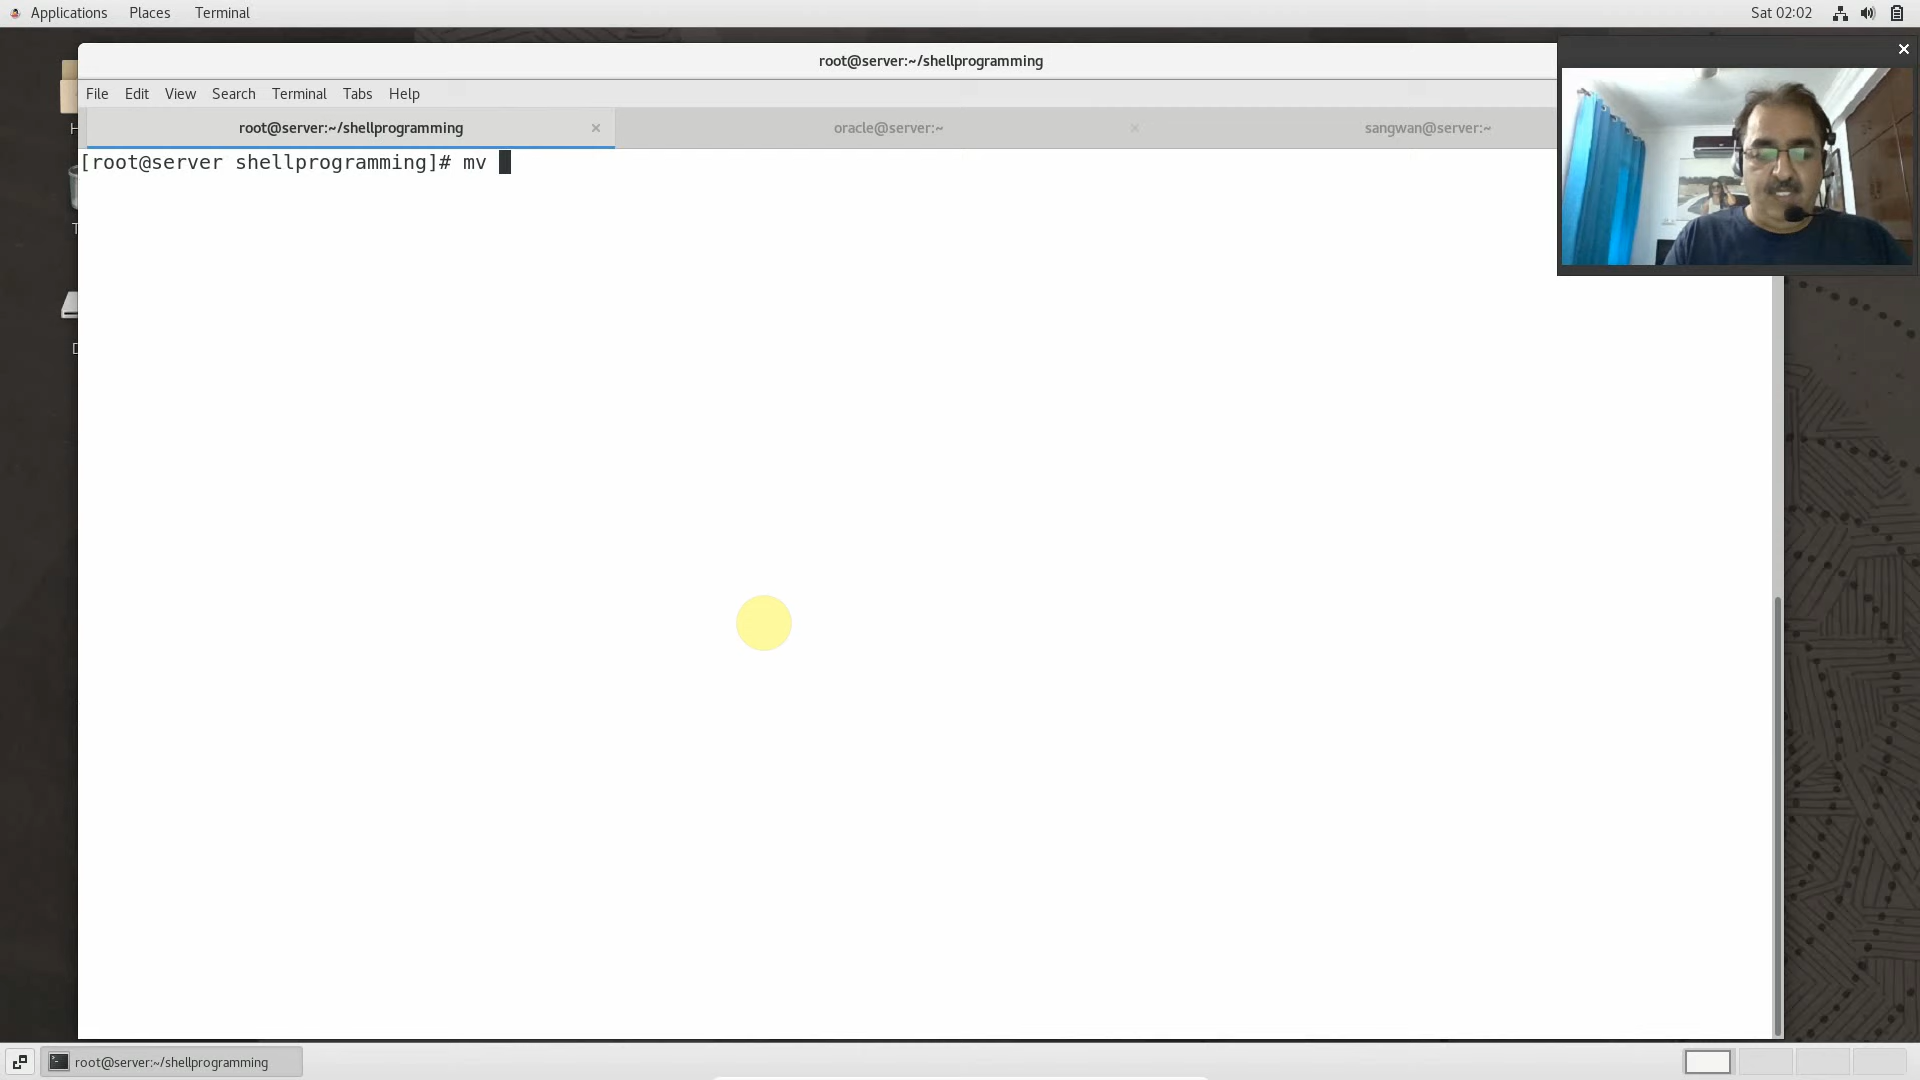 Applications Places Terminal Sat 02:02
root@server:~/shellprogramming
File Edit View Search Terminal Tabs Help
root@server:~/shellprogramming × oracle@server:~ × sangwan@server:~
[root@server shellprogramming]# mv
root@server:~/shellprogramming